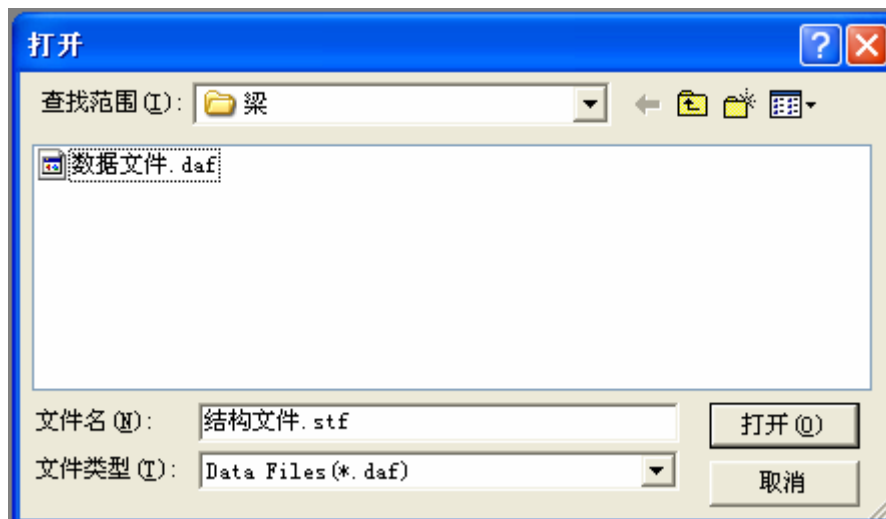 打开
查找范围(I): 梁
数据文件.daf
文件名(N): 结构文件.stf 打开(O)
文件类型(T): Data Files(*.daf) 取消